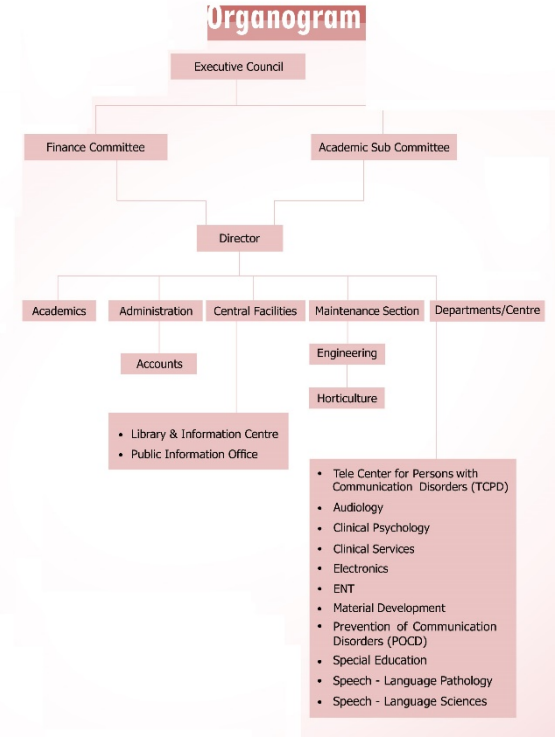 Organogram
Executive Council
Finance Committee
Academic Sub Committee
Director
Academics
Administration
Central Facilities
Maintenance Section
Departments/Centre
Accounts
Engineering
Horticulture
• Library & Information Centre
• Public Information Office
• Tele Center for Persons with
Communication Disorders (TCPD)
• Audiology
• Clinical Psychology
• Clinical Services
• Electronics
• ENT
• Material Development
• Prevention of Communication
Disorders (POCD)
• Special Education
• Speech - Language Pathology
• Speech - Language Sciences